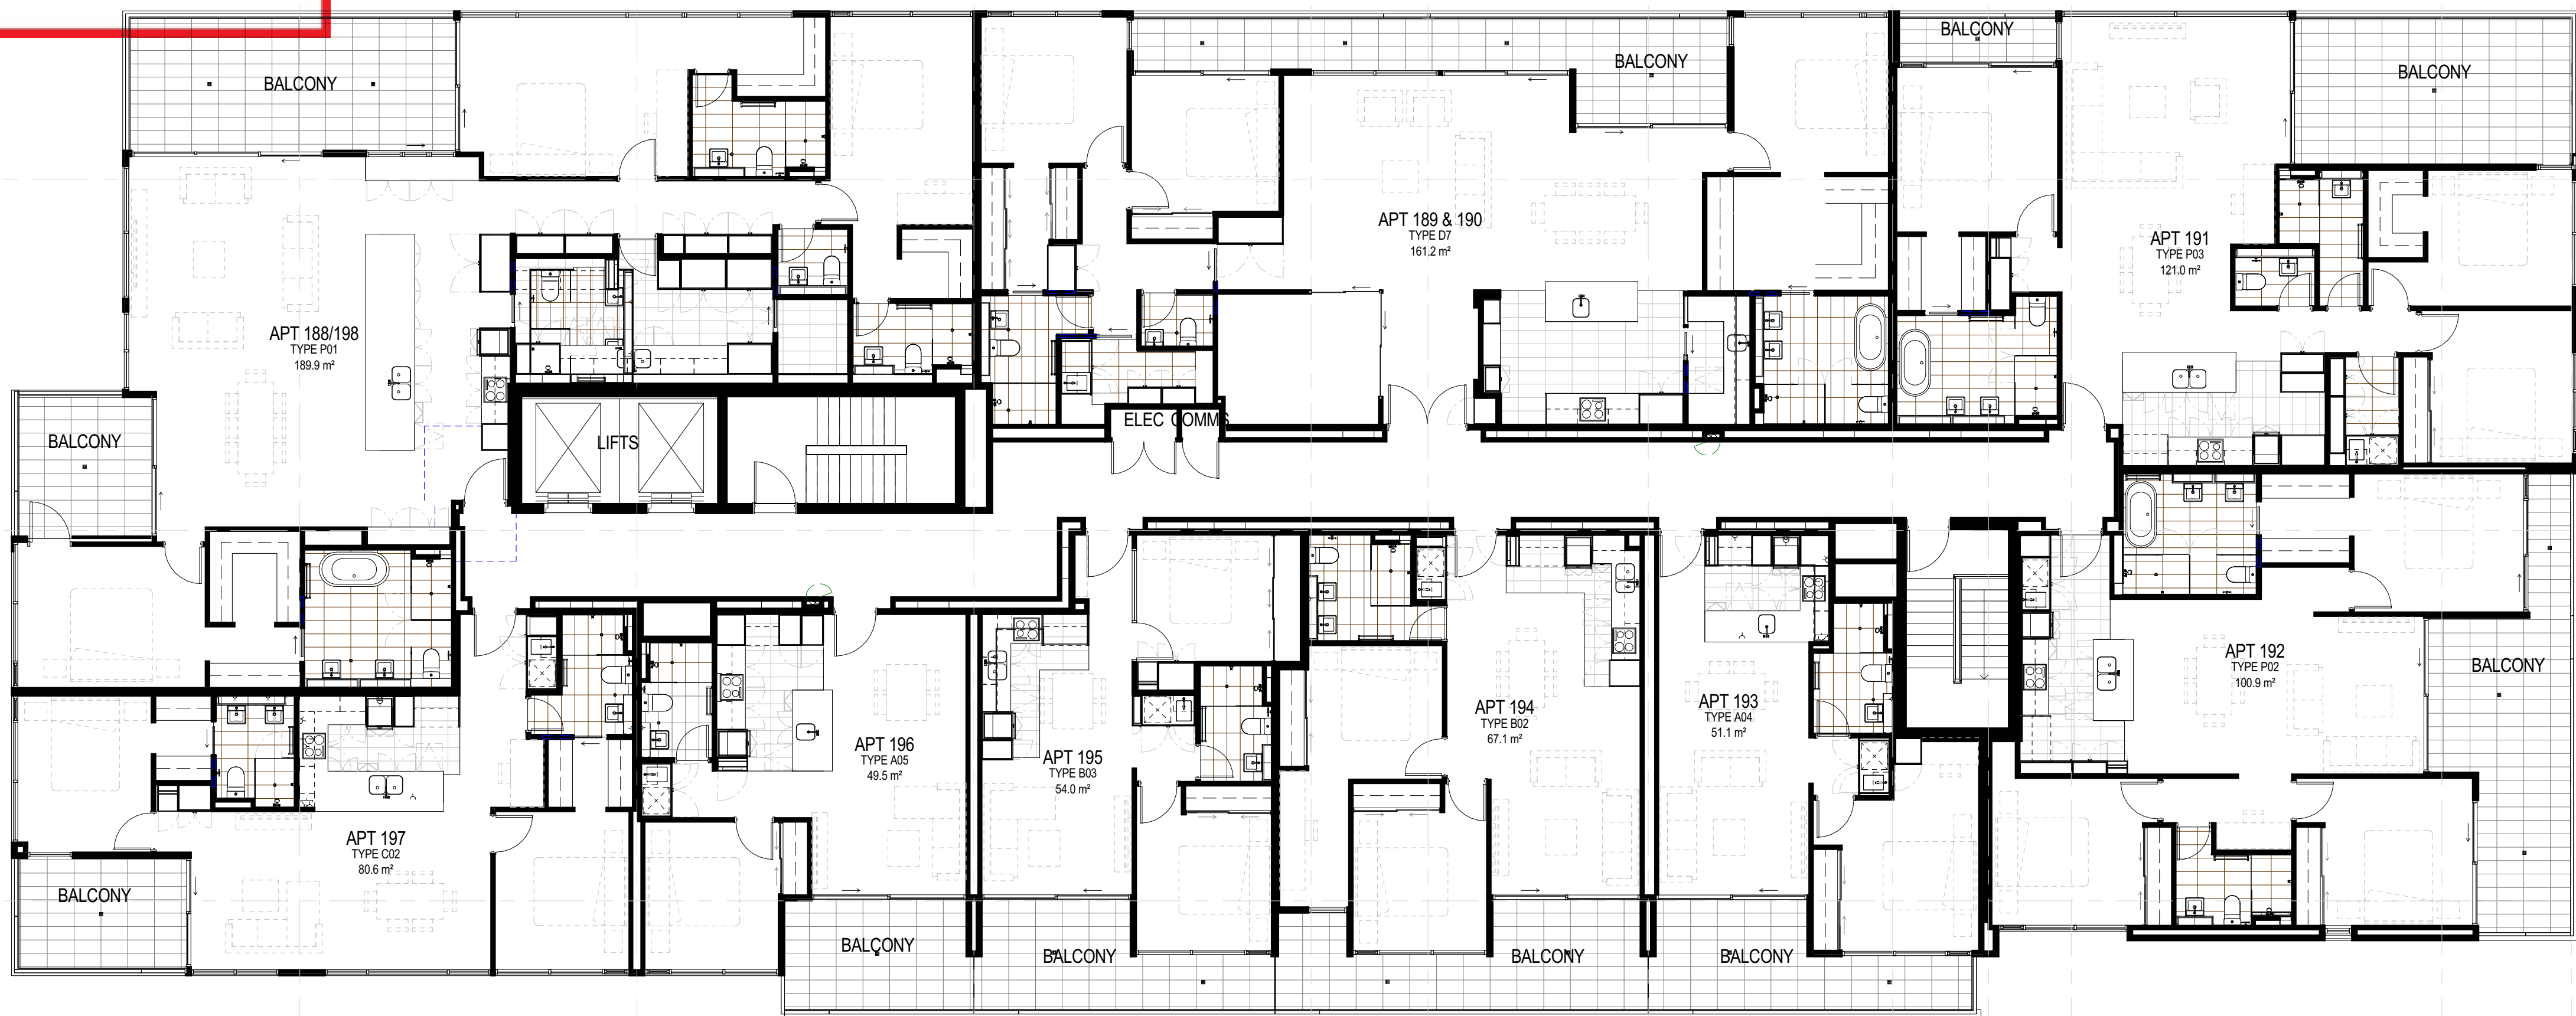 BALCONY
BALCONY
BALCONY
BALCONY
APT 189 & 190
TYPE D7
161.2 m²
APT 191
TYPE P03
121.0 m²
APT 188/198
TYPE P01
189.9 m²
BALCONY
LIFTS
ELEC COMMS
APT 192
TYPE P02
100.9 m²
BALCONY
APT 193
TYPE A04
51.1 m²
APT 194
TYPE B02
67.1 m²
APT 195
TYPE B03
54.0 m²
APT 196
TYPE A05
49.5 m²
APT 197
TYPE C02
80.6 m²
BALCONY
BALCONY
BALCONY
BALCONY
BALCONY